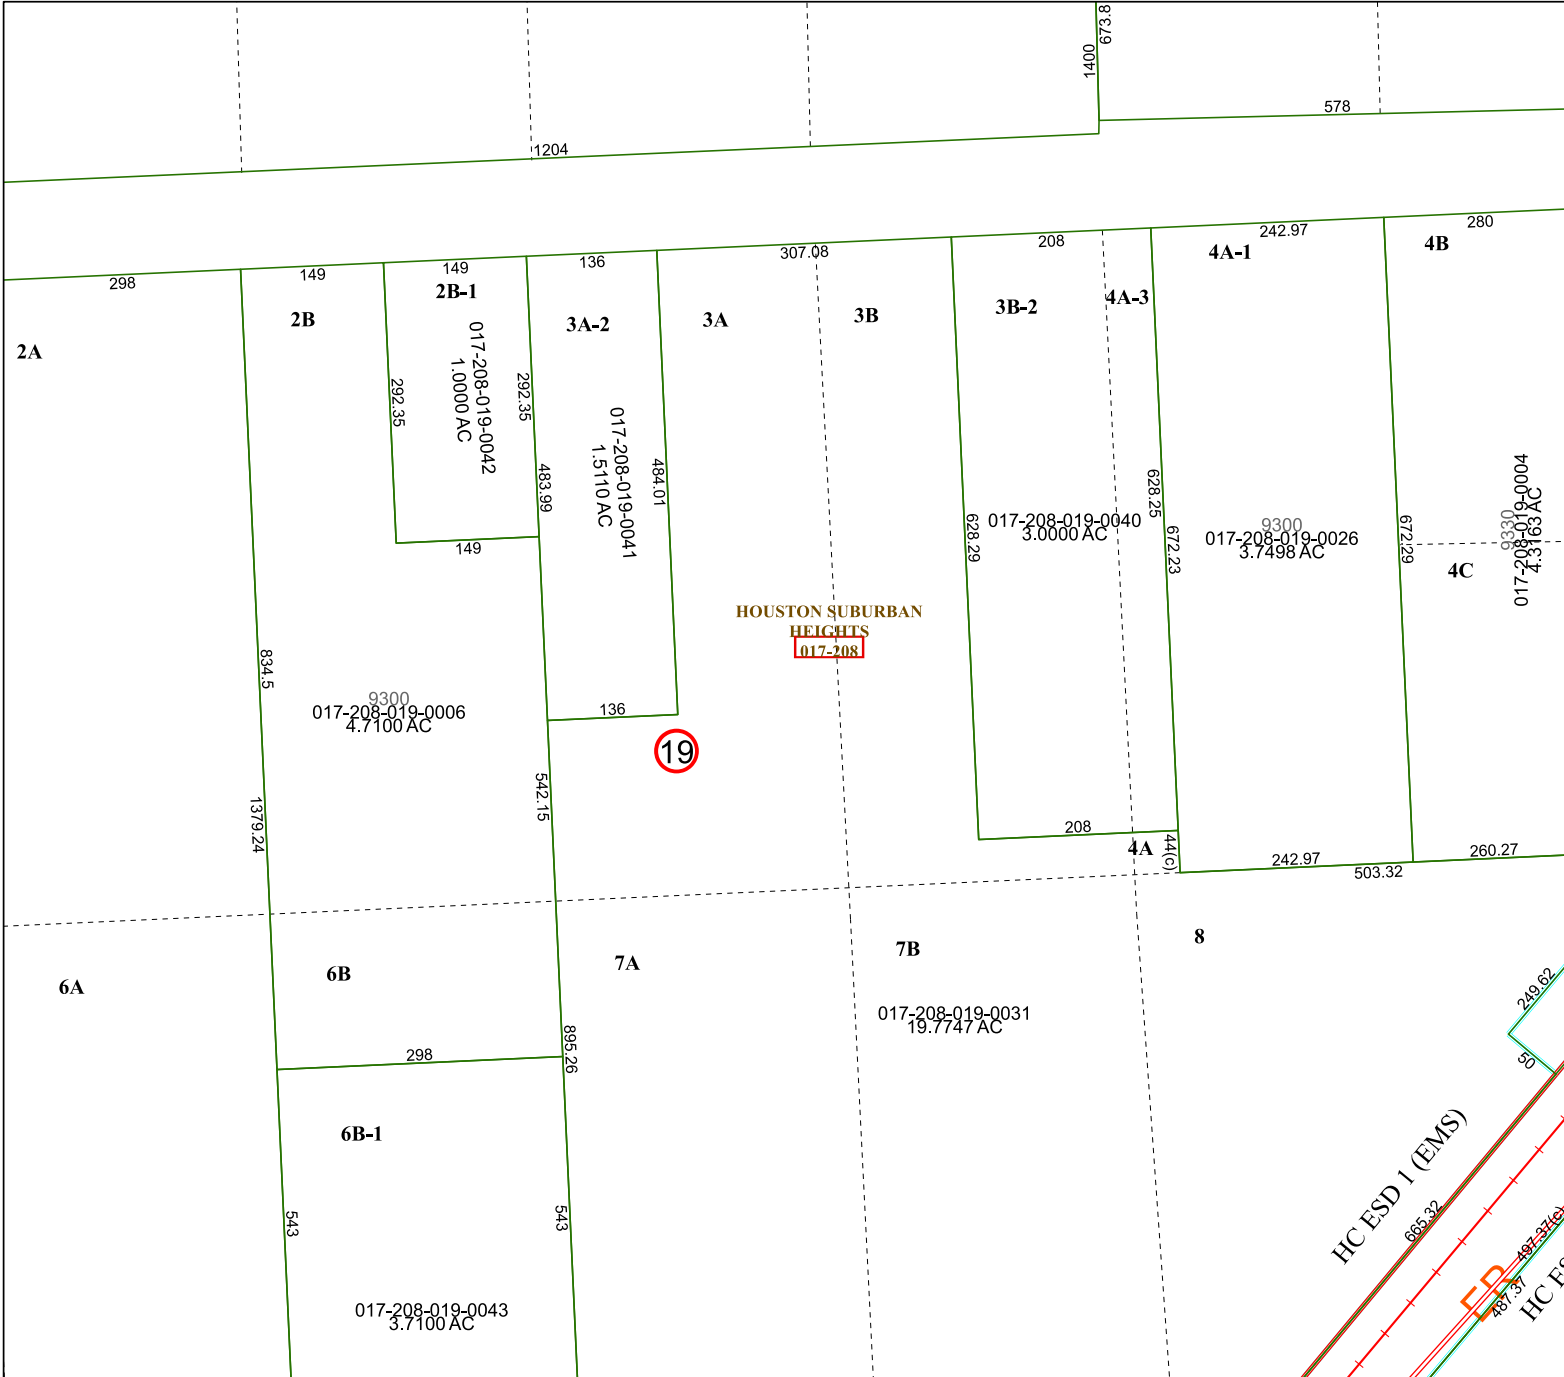 673.8
1400
578
1204
280
242.97
208
307.08
136
149
149
298
4B
4A-1
4A-3
3B-2
3B
3A
3A-2
2B-1
2B
2A
017-208-019-0042
1.0000 AC
292.35
292.35
483.99
149
017-208-019-0041
1.5110 AC
484.01
628.25
672.23
628.29
672.29
017-208-019-0040
3.0000 AC
9300
017-208-019-0026
3.7498 AC
9330
017-208-019-0004
4.3163 AC
4C
HOUSTON SUBURBAN
HEIGHTS
017-208
834.5
9300
017-208-019-0006
4.7100 AC
136
19
542.15
1379.24
208
4A
44(c)
242.97
260.27
503.32
6A
6B
7A
7B
8
017-208-019-0031
19.7747 AC
249.62
50
298
895.26
6B-1
543
543
017-208-019-0043
3.7100 AC
HC ESD 1 (EMS)
665.32
497.37(c)
487.37
ER
HC ES